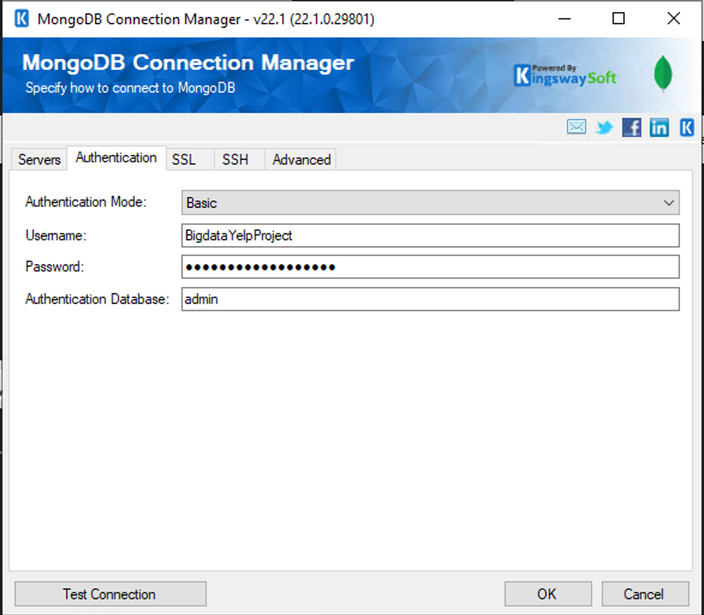 MongoDB Connection Manager - v22.1 (22.1.0.29801)
MongoDB Connection Manager
Specify how to connect to MongoDB
Powered By
KingswaySoft
Servers Authentication SSL SSH Advanced
Authentication Mode: Basic
Username: BigdataYelpProject
Password: ••••••••••••••••••
Authentication Database: admin
Test Connection OK Cancel